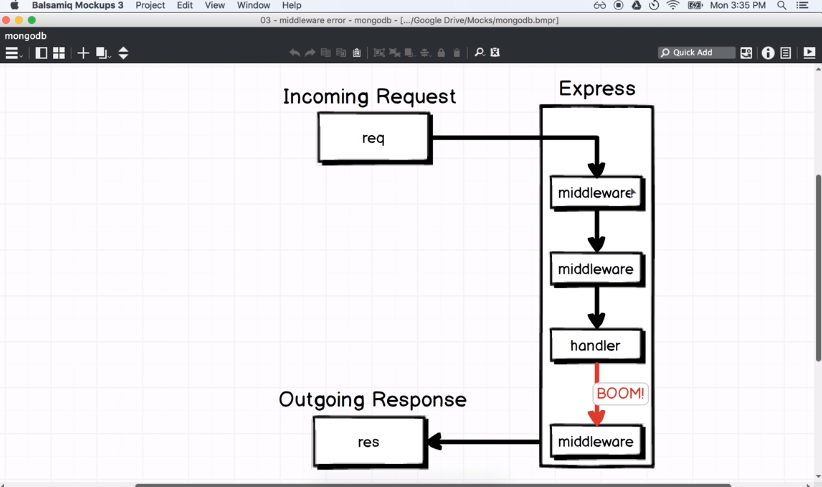 Balsamiq Mockups 3 Project Edit View Window Help Mon 3:35 PM
03 - middleware error - mongodb - [.../Google Drive/Mocks/mongodb.bmpr]
mongodb
Quick Add
Express
Incoming Request
req
middleware
middleware
handler
BOOM!
Outgoing Response
res
middleware